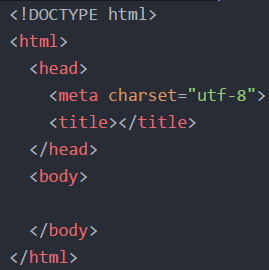 <!DOCTYPE html>
<html>
  <head>
    <meta charset="utf-8">
    <title></title>
  </head>
  <body>

  </body>
</html>